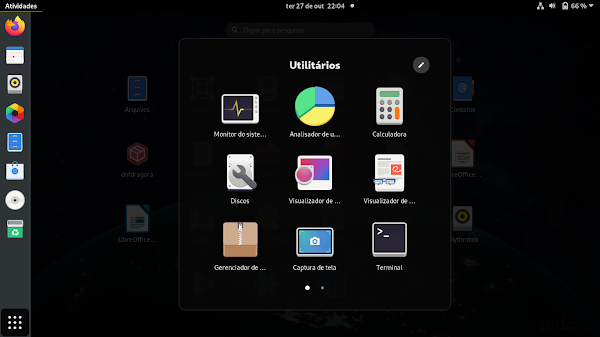 Atividades
ter 27 de out 22:04
66 %
Digite para pesquisar
Utilitários
Arquivos
Contatos
Monitor do siste...
Analisador de u...
Calculadora
dnfdragora
LibreOffice...
Discos
Visualizador de ...
Visualizador de ...
LibreOffice...
Rhythmbox
Gerenciador de ...
Captura de tela
Terminal
fedora